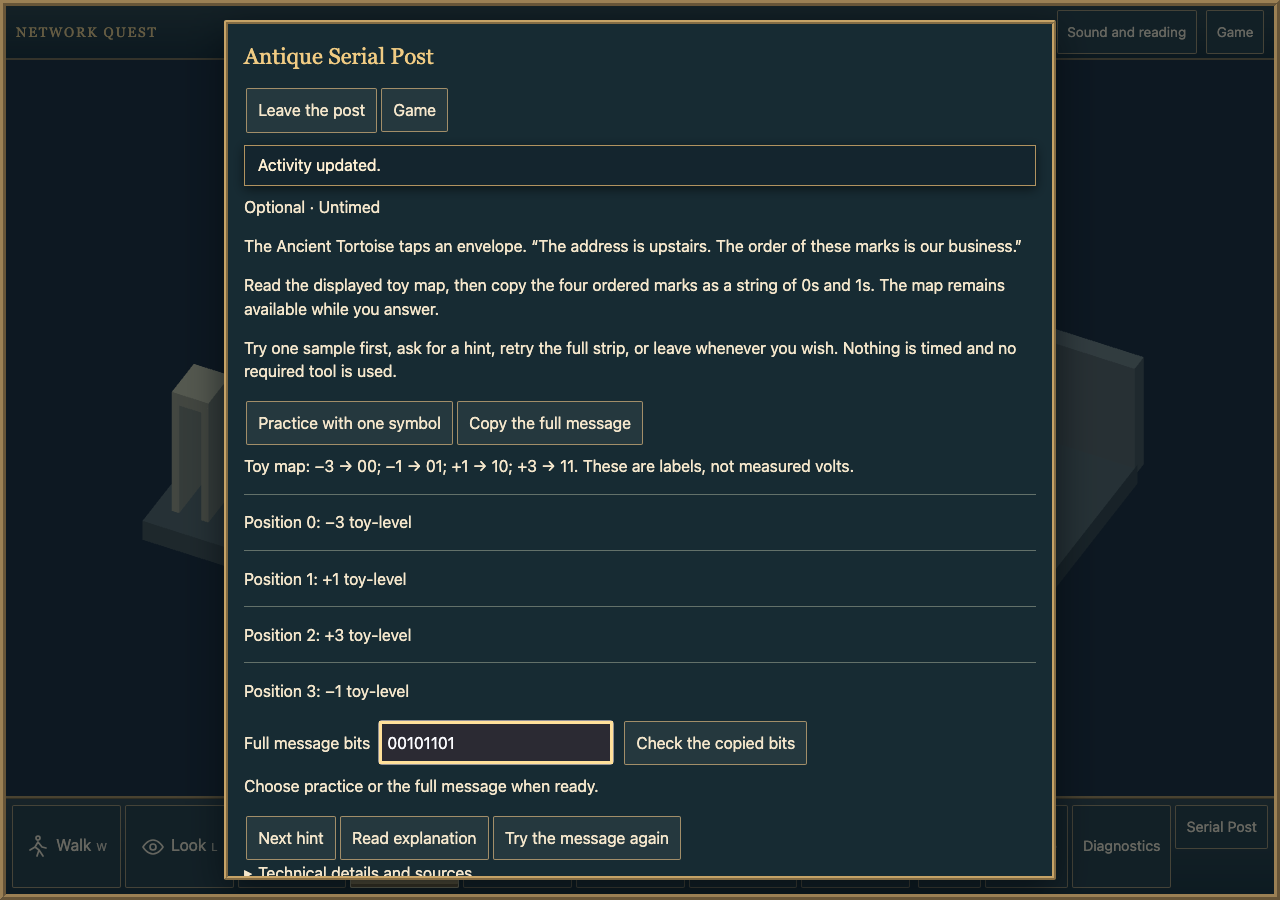 NETWORK QUEST
Sound and reading
Game
Antique Serial Post
Leave the post
Game
Activity updated.
Optional · Untimed
The Ancient Tortoise taps an envelope. “The address is upstairs. The order of these marks is our business.”
Read the displayed toy map, then copy the four ordered marks as a string of 0s and 1s. The map remains
available while you answer.
Try one sample first, ask for a hint, retry the full strip, or leave whenever you wish. Nothing is timed and no
required tool is used.
Practice with one symbol
Copy the full message
Toy map: −3 → 00; −1 → 01; +1 → 10; +3 → 11. These are labels, not measured volts.
Position 0: −3 toy-level
Position 1: +1 toy-level
Position 2: +3 toy-level
Position 3: −1 toy-level
Full message bits
00101101
Check the copied bits
Choose practice or the full message when ready.
Next hint
Read explanation
Try the message again
▸ Technical details and sources
Walk W
Look L
Diagnostics
Serial Post